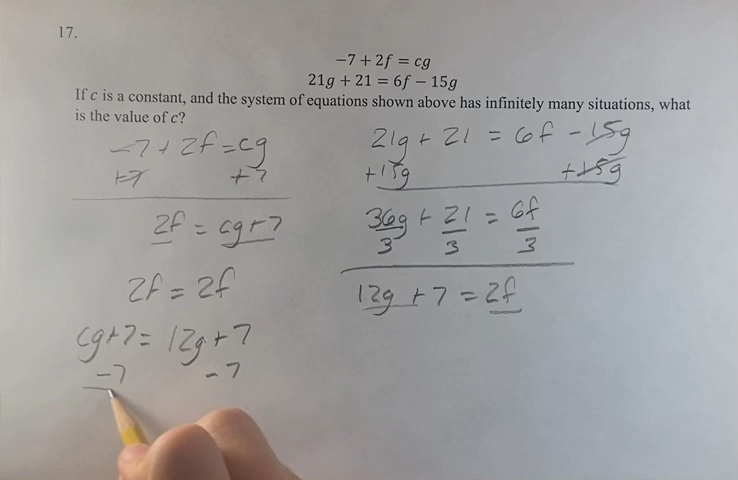 17.
−7 + 2f = cg
21g + 21 = 6f − 15g
If c is a constant, and the system of equations shown above has infinitely many situations, what
is the value of c?
-7 + 2f = cg
+7 +7
2f = cg+7
2f = 2f
cg+7 = 12g+7
-7 -7
21g + 21 = 6f - 15g
+15g +15g
36g + 21 = 6f
3 3 3
12g + 7 = 2f